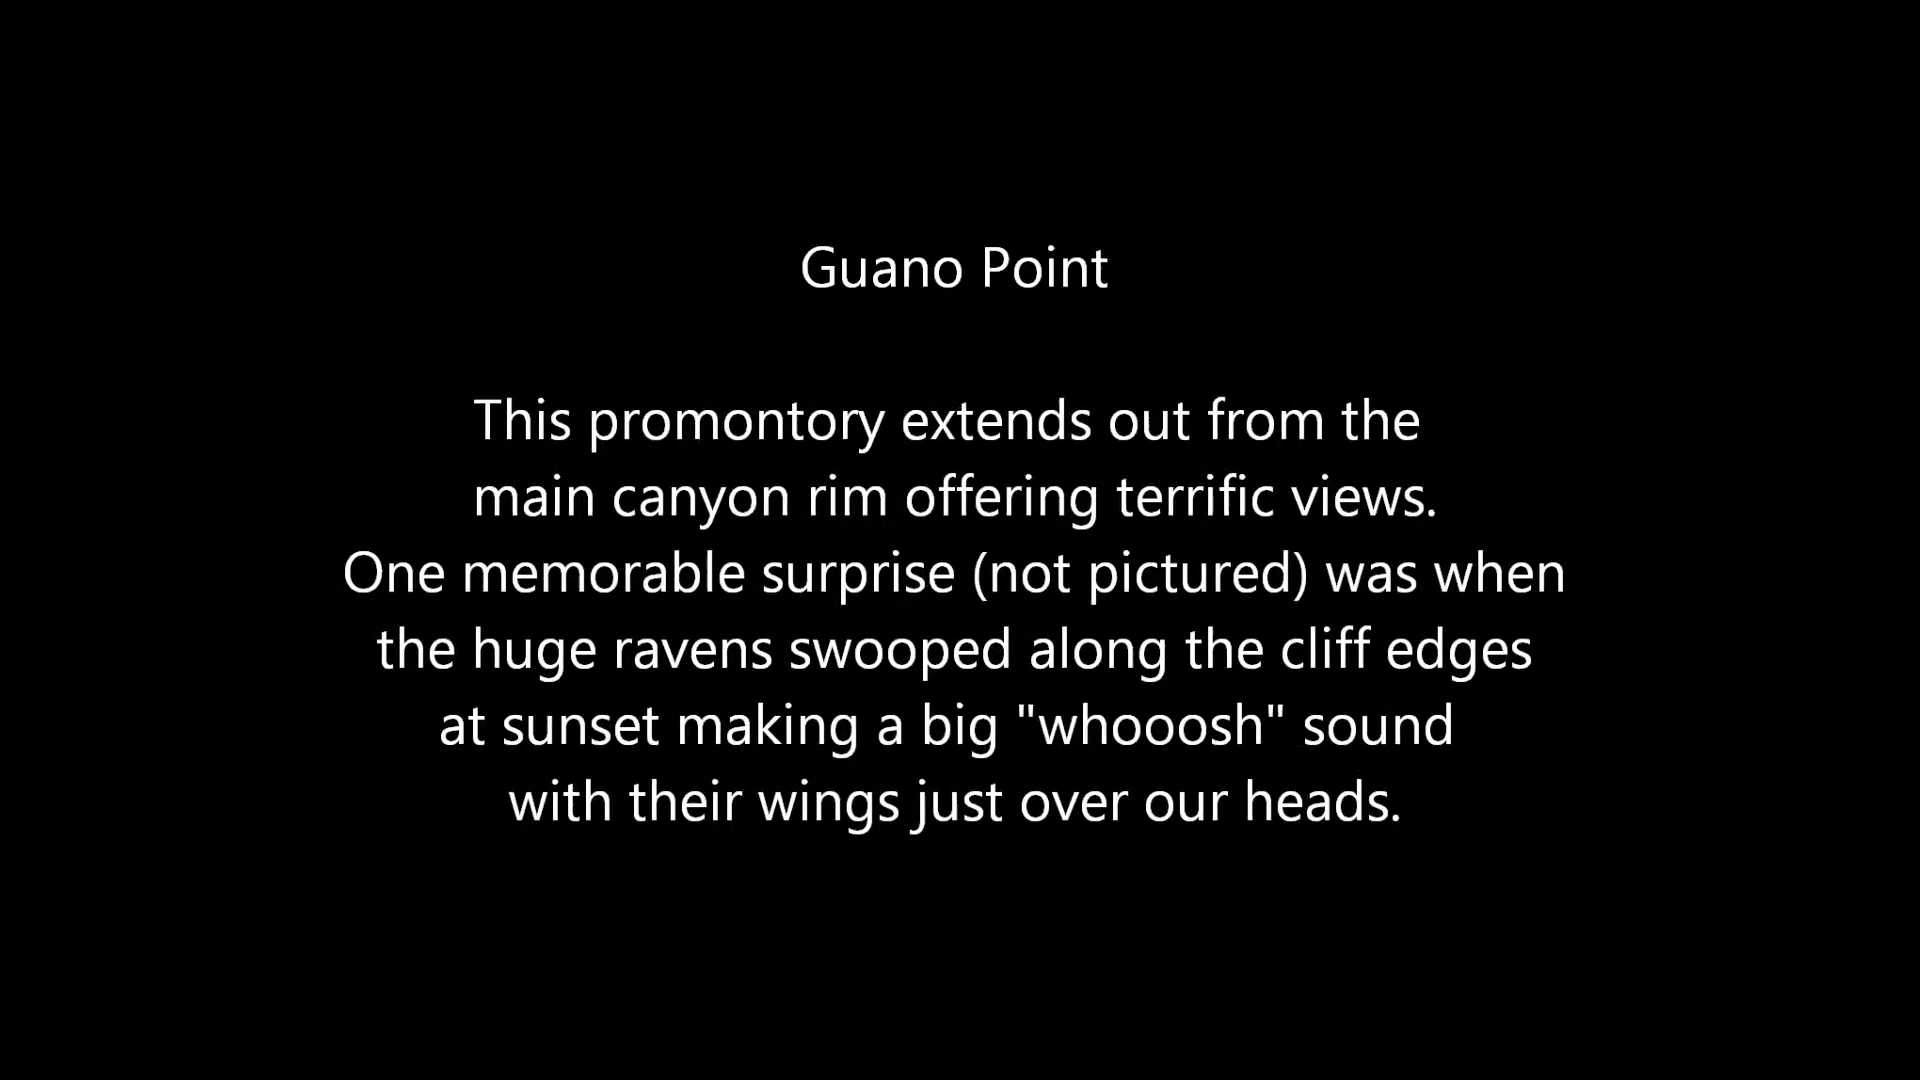 Guano Point
This promontory extends out from the
main canyon rim offering terrific views.
One memorable surprise (not pictured) was when
the huge ravens swooped along the cliff edges
at sunset making a big "whooosh" sound
with their wings just over our heads.